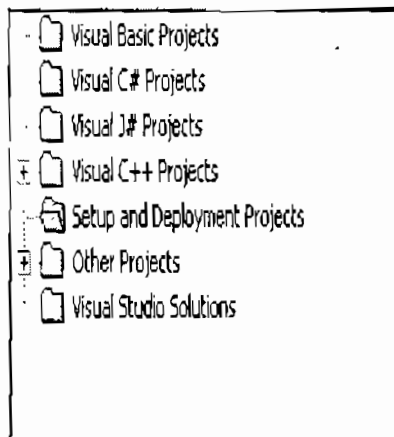 Visual Basic Projects
Visual C# Projects
Visual J# Projects
Visual C++ Projects
Setup and Deployment Projects
Other Projects
Visual Studio Solutions